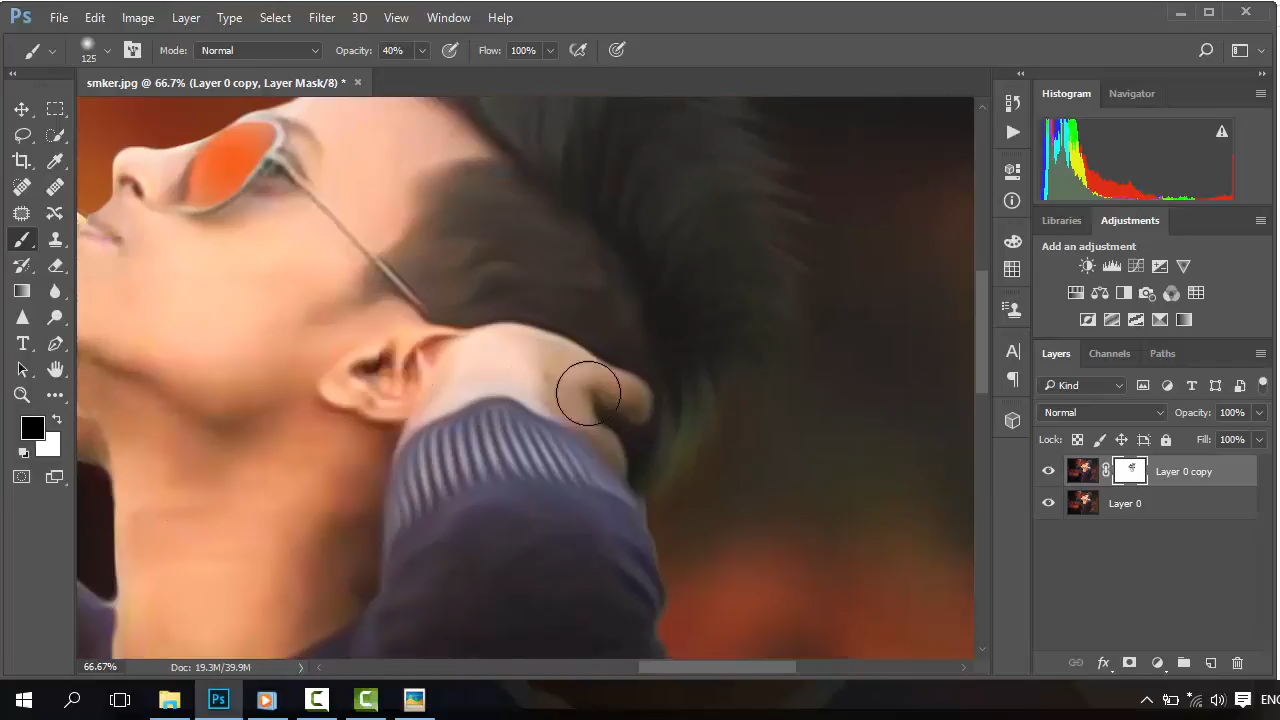 Ps File Edit Image Layer Type Select Filter 3D View Window Help
125 Mode: Normal Opacity: 40% Flow: 100%
smker.jpg @ 66.7% (Layer 0 copy, Layer Mask/8) *
Histogram Navigator
Libraries Adjustments
Add an adjustment
Layers Channels Paths
Kind
Normal Opacity: 100%
Lock: Fill: 100%
Layer 0 copy
Layer 0
66.67% Doc: 19.3M/39.9M
Ps ENG